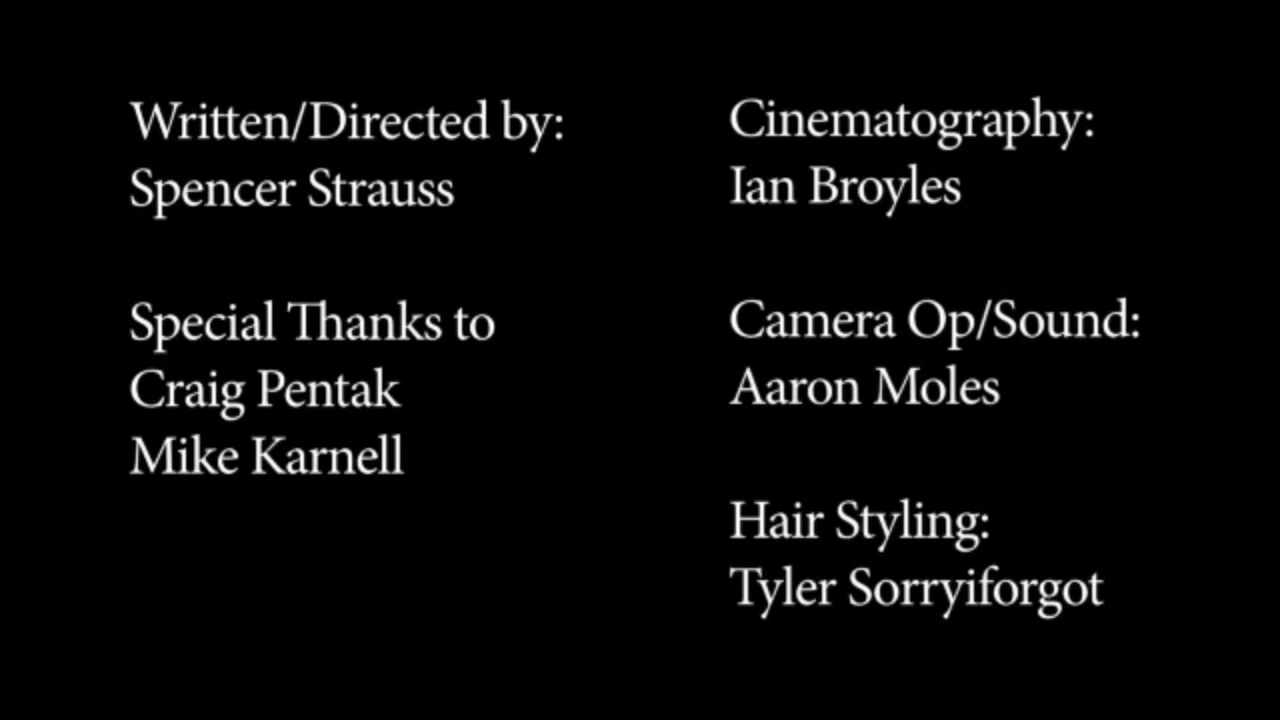 Written/Directed by:
Spencer Strauss
Special Thanks to
Craig Pentak
Mike Karnell
Cinematography:
Ian Broyles
Camera Op/Sound:
Aaron Moles
Hair Styling:
Tyler Sorryiforgot